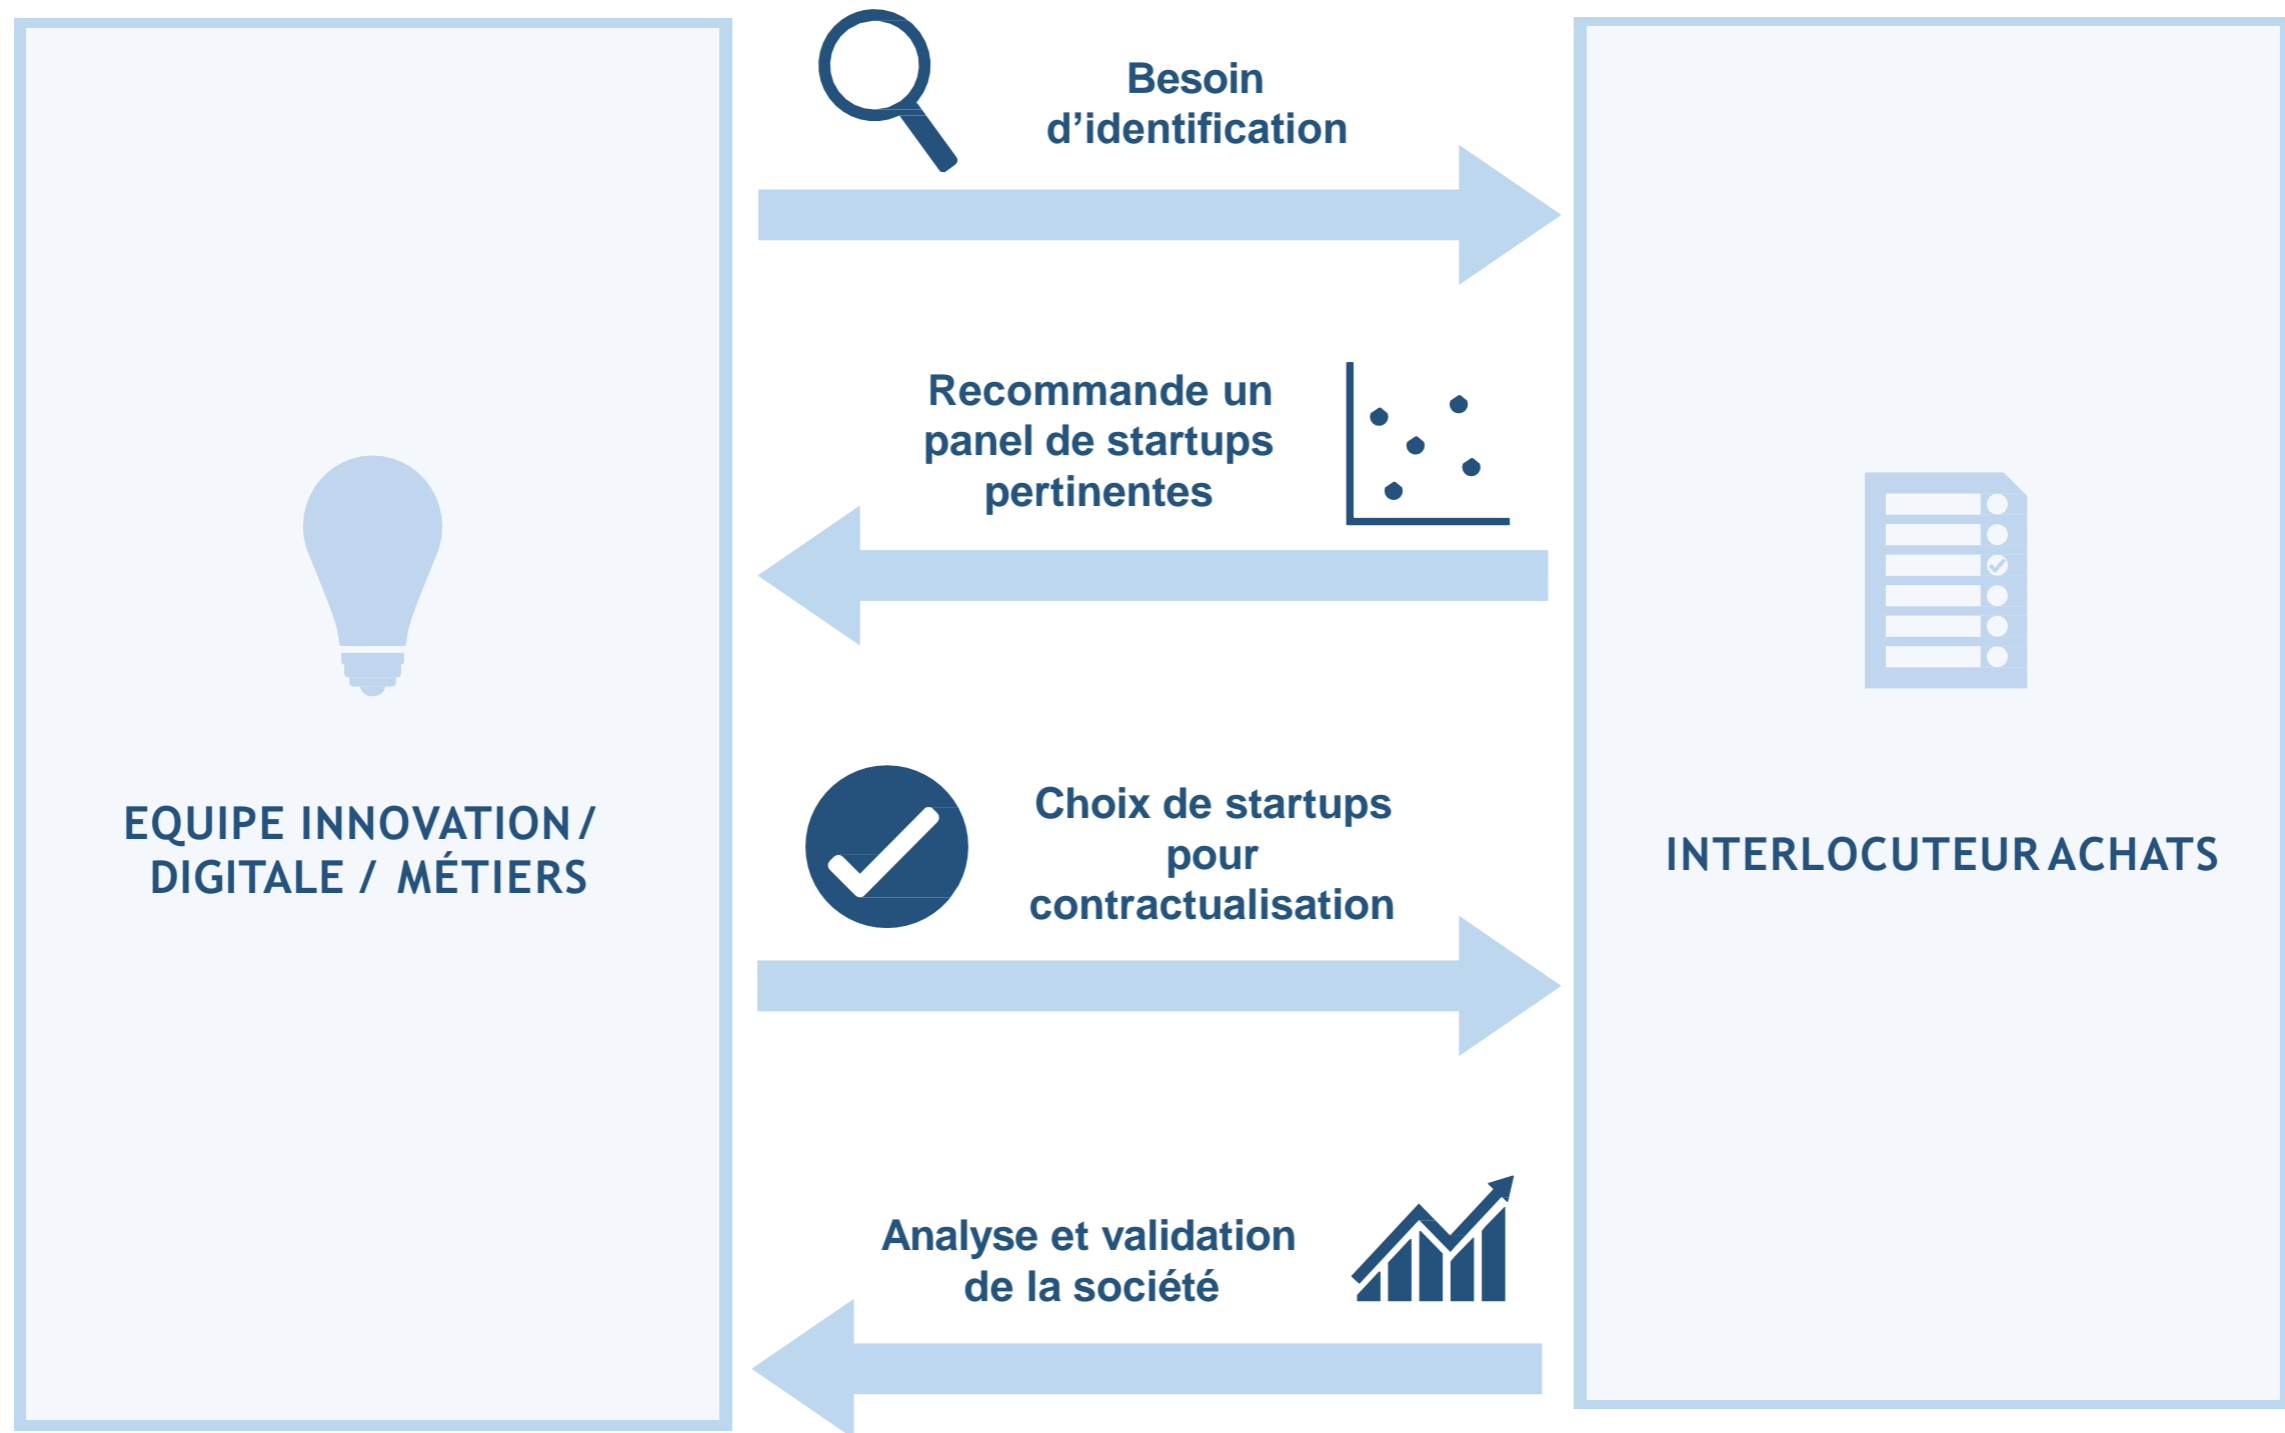 Besoin
d’identification
Recommande un
panel de startups
pertinentes
EQUIPE INNOVATION /
DIGITALE / MÉTIERS
Choix de startups
pour
contractualisation
INTERLOCUTEUR ACHATS
Analyse et validation
de la société